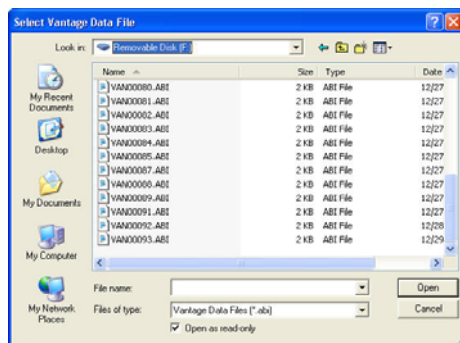 Select Vantage Data File
Look in: Removable Disk (F:)
Name Size Type Date
VAN00080.ABI 2 KB ABI File 12/27
VAN00081.ABI 2 KB ABI File 12/27
VAN00082.ABI 2 KB ABI File 12/27
VAN00083.ABI 2 KB ABI File 12/27
VAN00084.ABI 2 KB ABI File 12/27
VAN00085.ABI 2 KB ABI File 12/27
VAN00087.ABI 2 KB ABI File 12/27
VAN00088.ABI 2 KB ABI File 12/27
VAN00089.ABI 2 KB ABI File 12/27
VAN00091.ABI 2 KB ABI File 12/27
VAN00092.ABI 2 KB ABI File 12/28
VAN00093.ABI 2 KB ABI File 12/29
My Recent
Documents
Desktop
My Documents
My Computer
My Network
Places
File name: Open
Files of type: Vantage Data Files (*.abi) Cancel
Open as read-only